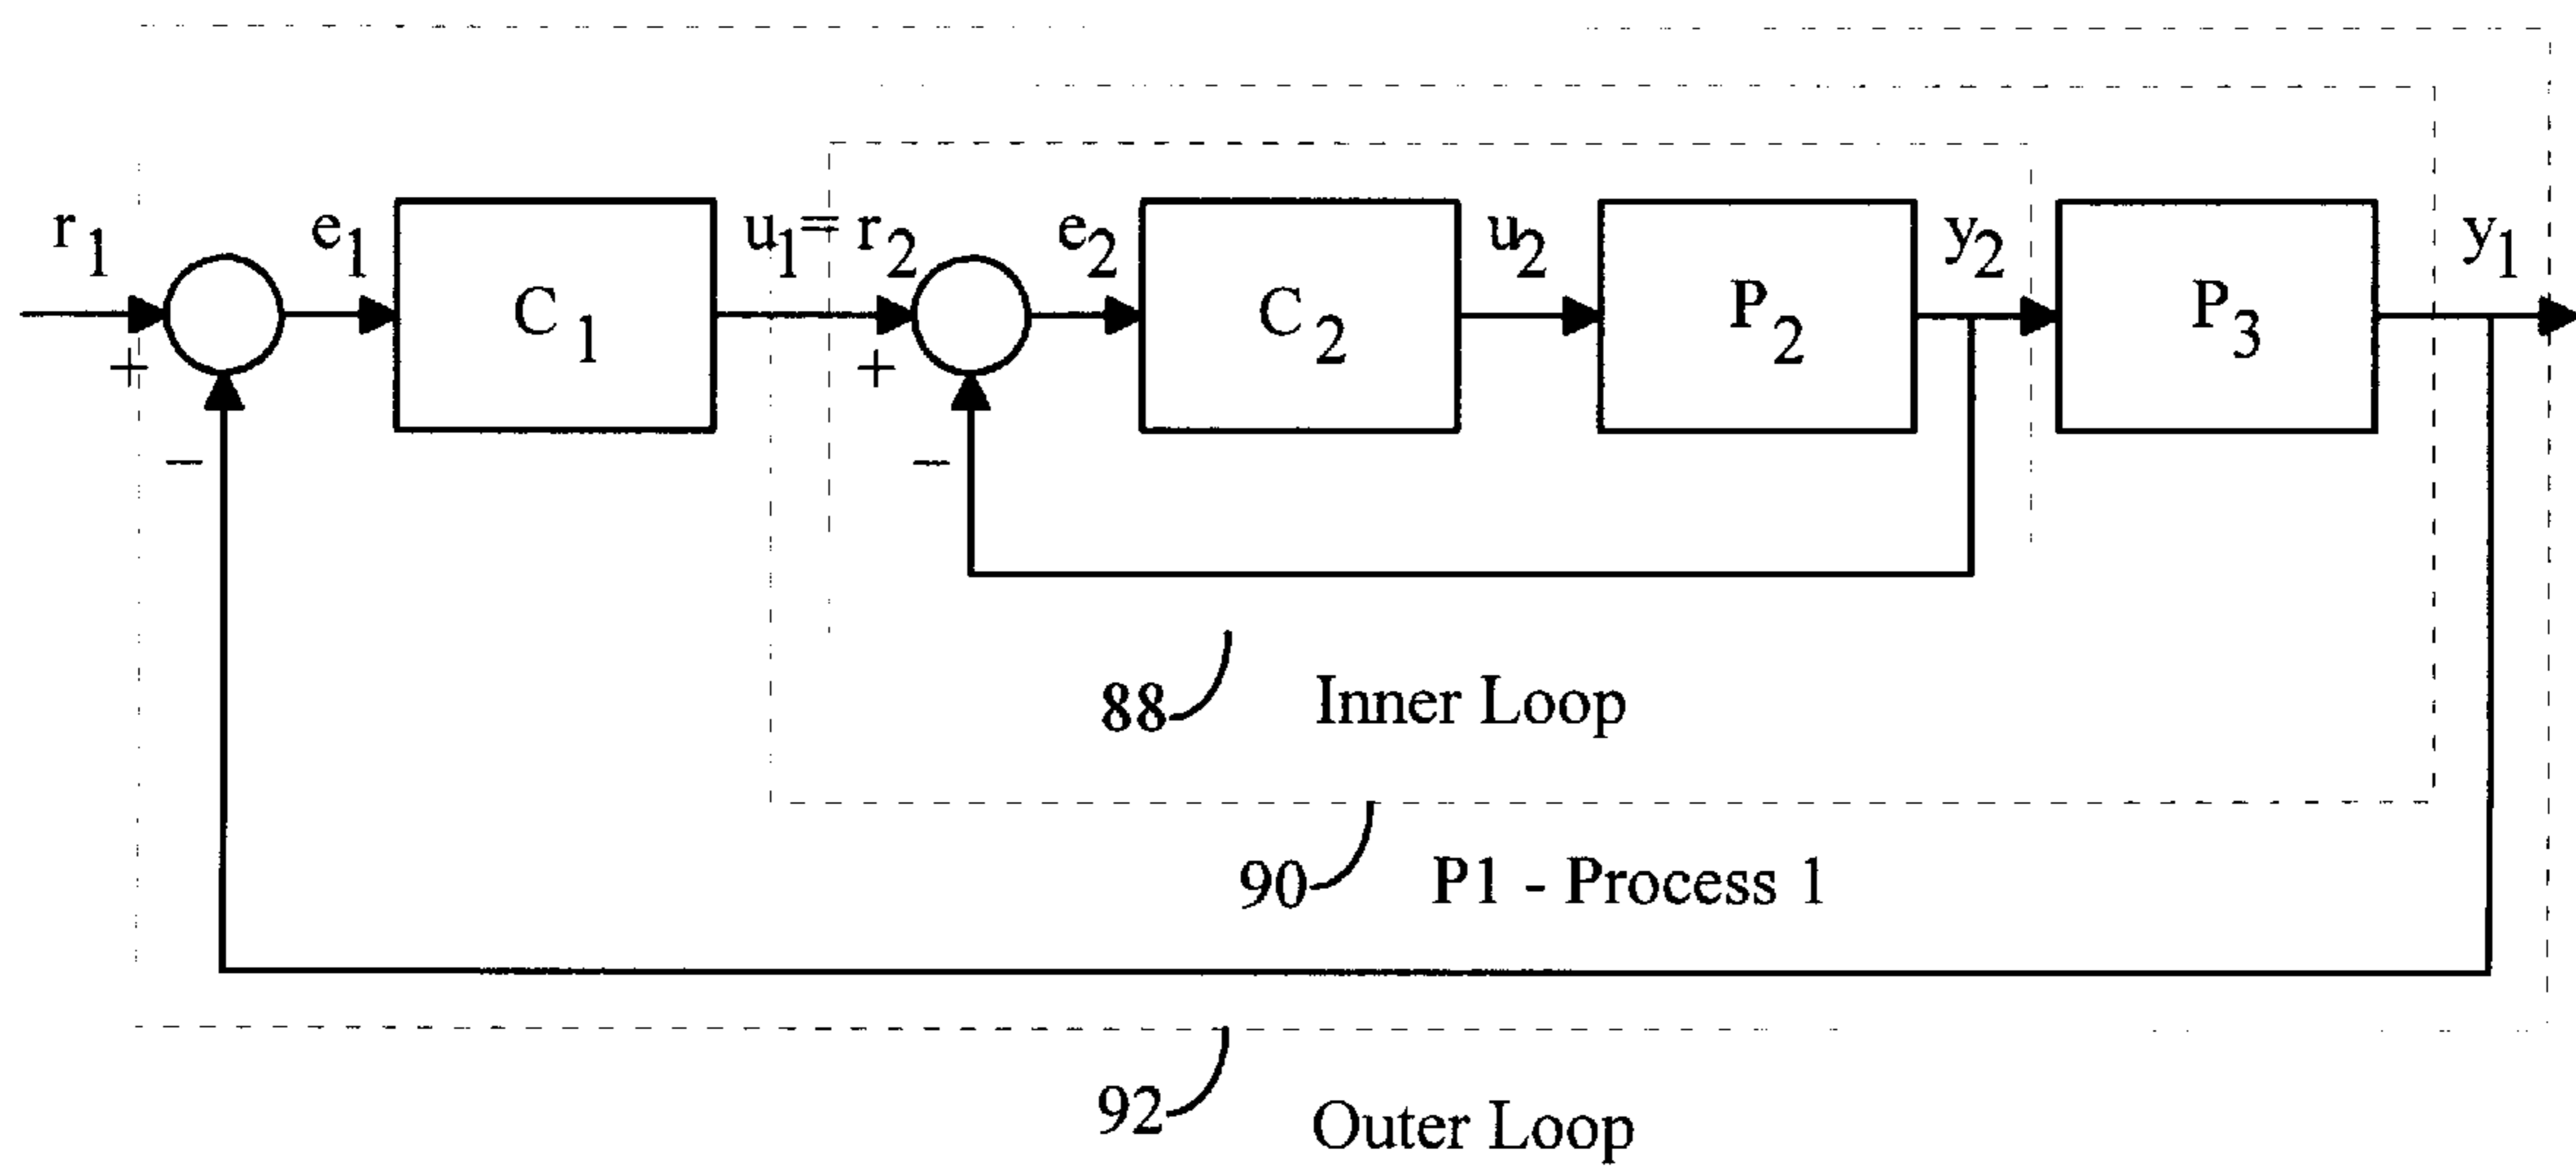 r1 e1 C1 u1 = r2 e2 C2 u2 P2 y2 P3 y1
+ +
− −
88 Inner Loop
90 P1 - Process 1
92 Outer Loop